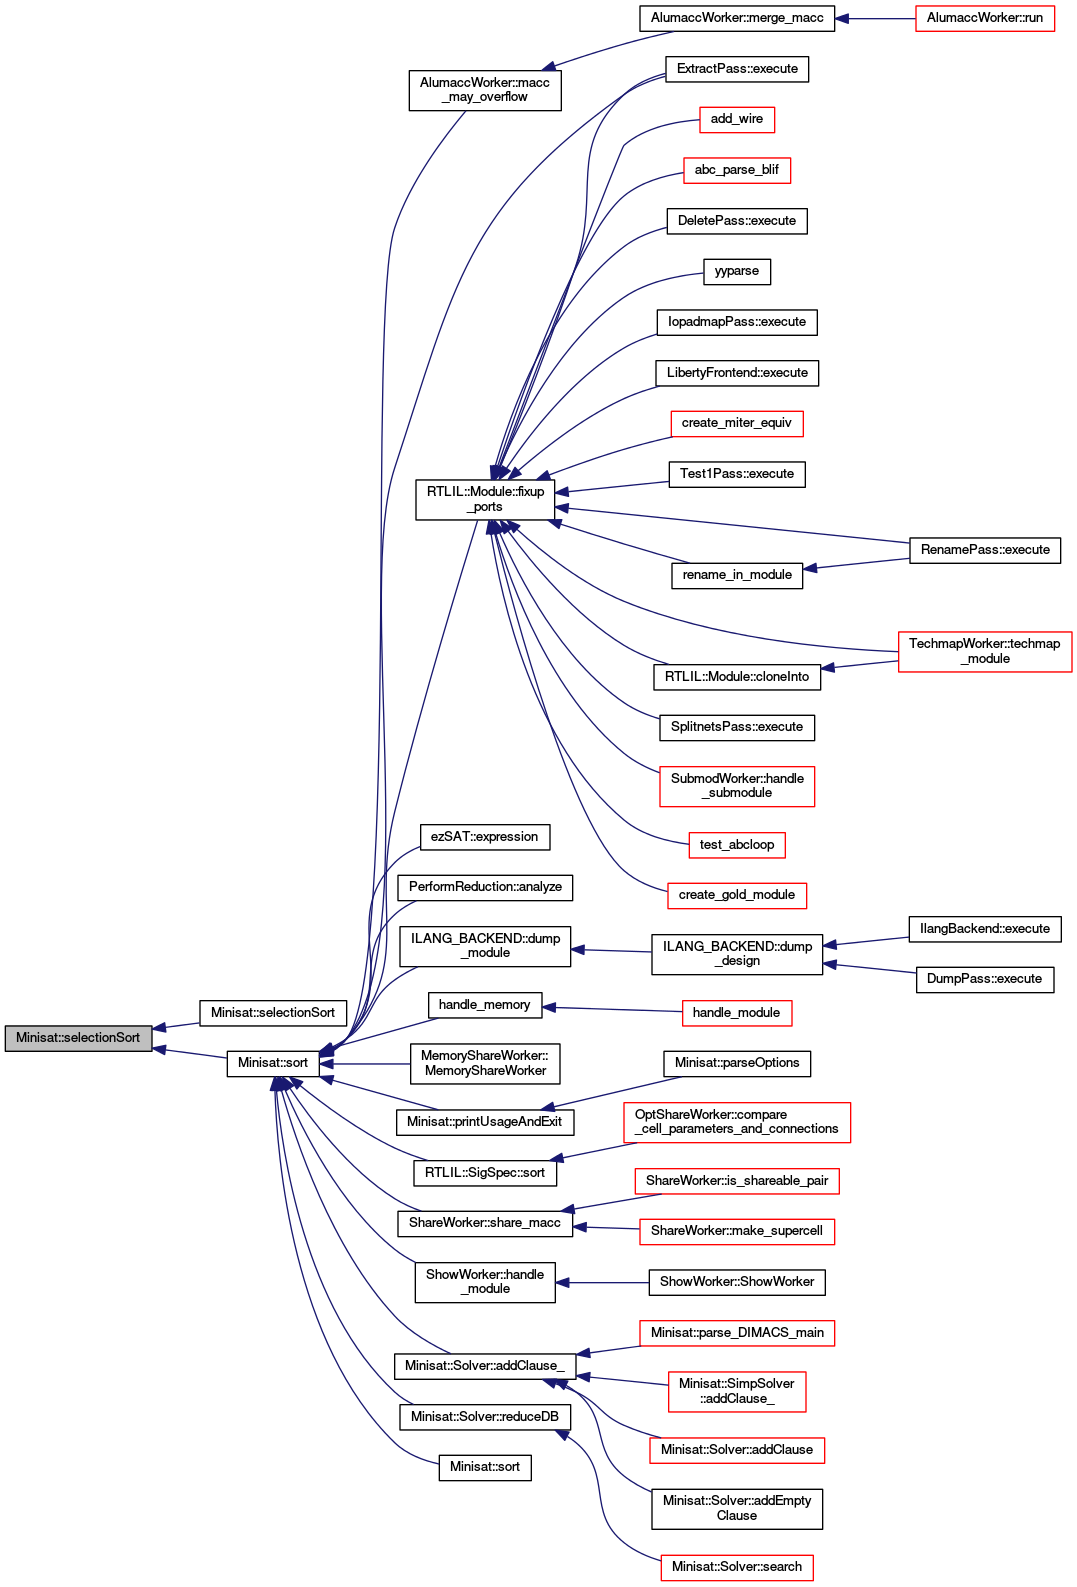 AlumaccWorker::merge_macc
AlumaccWorker::run
ExtractPass::execute
AlumaccWorker::macc
_may_overflow
add_wire
abc_parse_blif
DeletePass::execute
yyparse
IopadmapPass::execute
LibertyFrontend::execute
create_miter_equiv
Test1Pass::execute
RTLIL::Module::fixup
_ports
RenamePass::execute
rename_in_module
TechmapWorker::techmap
_module
RTLIL::Module::cloneInto
SplitnetsPass::execute
SubmodWorker::handle
_submodule
ezSAT::expression
test_abcloop
PerformReduction::analyze
create_gold_module
ILANG_BACKEND::dump
_module
ILANG_BACKEND::dump
_design
IlangBackend::execute
DumpPass::execute
Minisat::selectionSort
handle_memory
handle_module
Minisat::selectionSort
Minisat::sort
MemoryShareWorker::
MemoryShareWorker
Minisat::parseOptions
Minisat::printUsageAndExit
OptShareWorker::compare
_cell_parameters_and_connections
RTLIL::SigSpec::sort
ShareWorker::is_shareable_pair
ShareWorker::share_macc
ShareWorker::make_supercell
ShowWorker::handle
_module
ShowWorker::ShowWorker
Minisat::parse_DIMACS_main
Minisat::Solver::addClause_
Minisat::SimpSolver
::addClause_
Minisat::Solver::reduceDB
Minisat::Solver::addClause
Minisat::sort
Minisat::Solver::addEmpty
Clause
Minisat::Solver::search